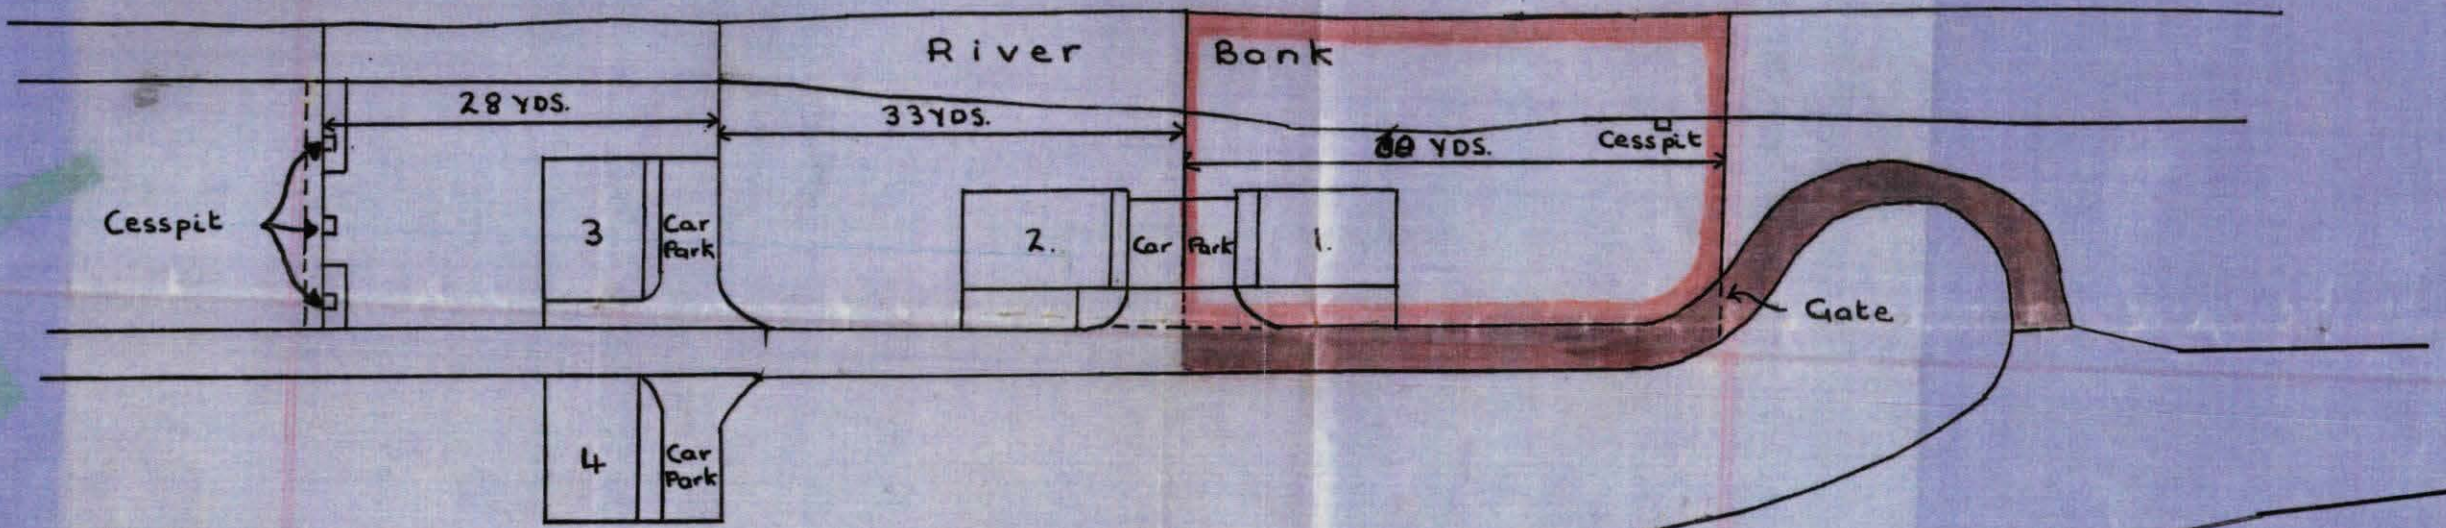 River Bank
28 YDS.
33 YDS.
YDS.
Cesspit
Cesspit
3
Car
Park
2.
Car Park
1.
Gate
4
Car
Park